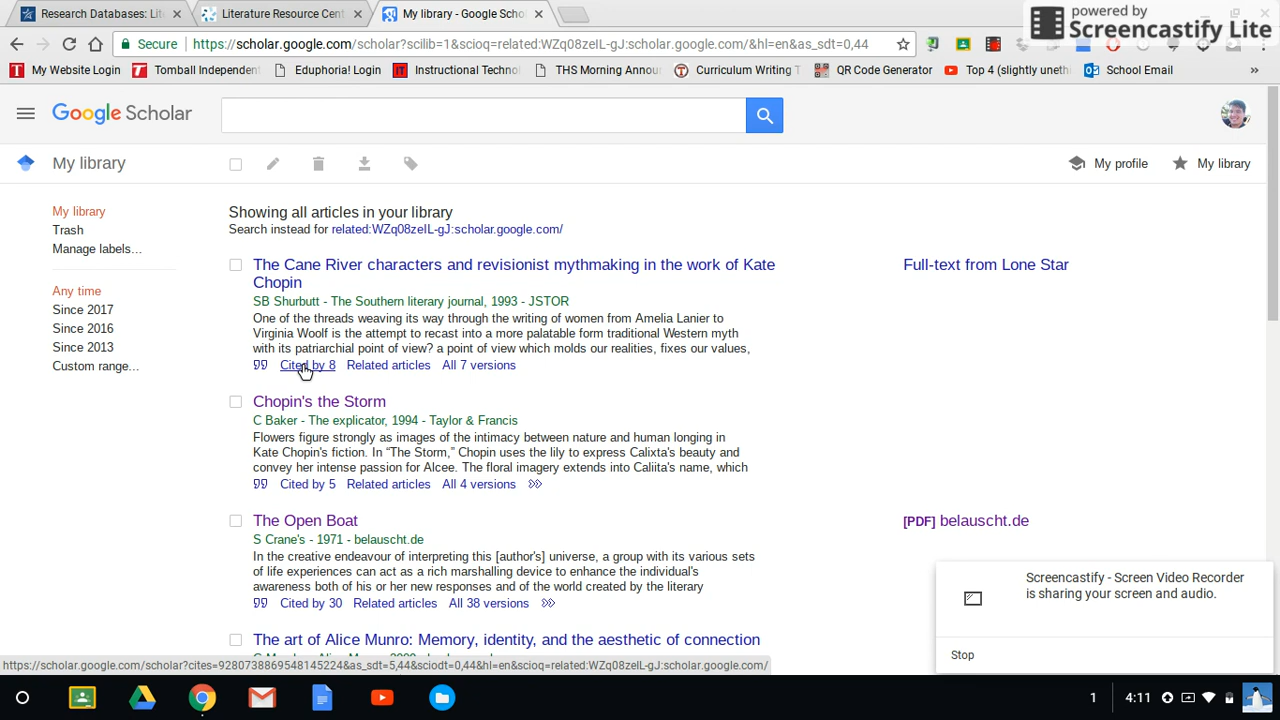 Research Databases: Lit
Literature Resource Cen
My library - Google Scho
powered by
Screencastify Lite
Secure
https://scholar.google.com/scholar?scilib=1&scioq=related:WZq08zeIL-gJ:scholar.google.com/&hl=en&as_sdt=0,44
My Website Login
Tomball Independen
Eduphoria! Login
Instructional Techno
THS Morning Annou
Curriculum Writing T
QR Code Generator
Top 4 (slightly uneth
School Email
»
Google Scholar
My library
My profile
My library
My library
Trash
Manage labels...
Any time
Since 2017
Since 2016
Since 2013
Custom range...
Showing all articles in your library
Search instead for related:WZq08zeIL-gJ:scholar.google.com/
The Cane River characters and revisionist mythmaking in the work of Kate
Chopin
Full-text from Lone Star
SB Shurbutt - The Southern literary journal, 1993 - JSTOR
One of the threads weaving its way through the writing of women from Amelia Lanier to
Virginia Woolf is the attempt to recast into a more palatable form traditional Western myth
with its patriarchial point of view? a point of view which molds our realities, fixes our values,
Cited by 8 Related articles All 7 versions
Chopin's the Storm
C Baker - The explicator, 1994 - Taylor & Francis
Flowers figure strongly as images of the intimacy between nature and human longing in
Kate Chopin's fiction. In “The Storm,” Chopin uses the lily to express Calixta's beauty and
convey her intense passion for Alcee. The floral imagery extends into Caliita's name, which
Cited by 5 Related articles All 4 versions
The Open Boat
[PDF] belauscht.de
S Crane's - 1971 - belauscht.de
In the creative endeavour of interpreting this [author's] universe, a group with its various sets
of life experiences can act as a rich marshalling device to enhance the individual's
awareness both of his or her new responses and of the world created by the literary
Cited by 30 Related articles All 38 versions
The art of Alice Munro: Memory, identity, and the aesthetic of connection
Screencastify - Screen Video Recorder
is sharing your screen and audio.
Stop
https://scholar.google.com/scholar?cites=9280738869548145224&as_sdt=5,44&sciodt=0,44&hl=en&scioq=related:WZq08zeIL-gJ:scholar.google.com/
1
4:11